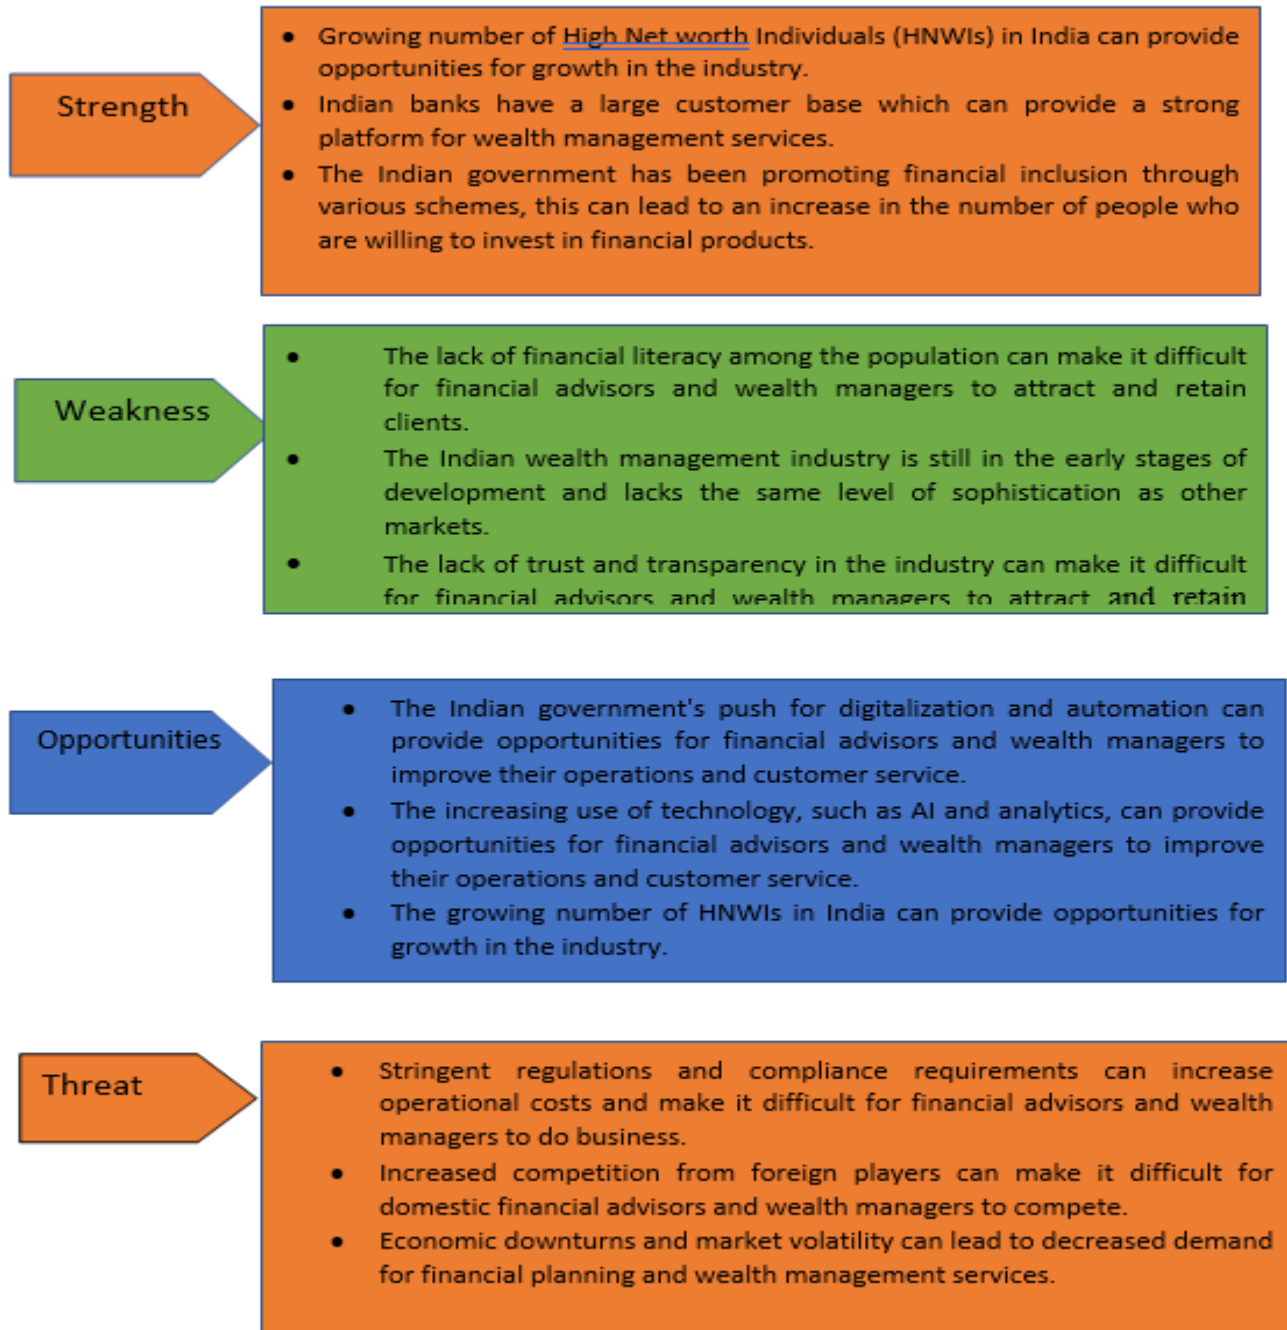 Strength
• Growing number of High Net worth Individuals (HNWIs) in India can provide
opportunities for growth in the industry.
• Indian banks have a large customer base which can provide a strong
platform for wealth management services.
• The Indian government has been promoting financial inclusion through
various schemes, this can lead to an increase in the number of people who
are willing to invest in financial products.
Weakness
• The lack of financial literacy among the population can make it difficult
for financial advisors and wealth managers to attract and retain
clients.
• The Indian wealth management industry is still in the early stages of
development and lacks the same level of sophistication as other
markets.
• The lack of trust and transparency in the industry can make it difficult
for financial advisors and wealth managers to attract and retain
Opportunities
• The Indian government's push for digitalization and automation can
provide opportunities for financial advisors and wealth managers to
improve their operations and customer service.
• The increasing use of technology, such as AI and analytics, can provide
opportunities for financial advisors and wealth managers to improve
their operations and customer service.
• The growing number of HNWIs in India can provide opportunities for
growth in the industry.
Threat
• Stringent regulations and compliance requirements can increase
operational costs and make it difficult for financial advisors and wealth
managers to do business.
• Increased competition from foreign players can make it difficult for
domestic financial advisors and wealth managers to compete.
• Economic downturns and market volatility can lead to decreased demand
for financial planning and wealth management services.